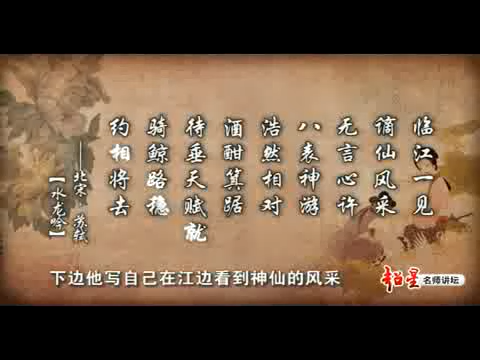 临江一见
谪仙风采
无言心许
八表神游
浩然相对
酒酣箕踞
待垂天赋就
骑鲸路稳
约相将去
——北宋·苏轼
【水龙吟】
下边他写自己在江边看到神仙的风采
超星名师讲坛